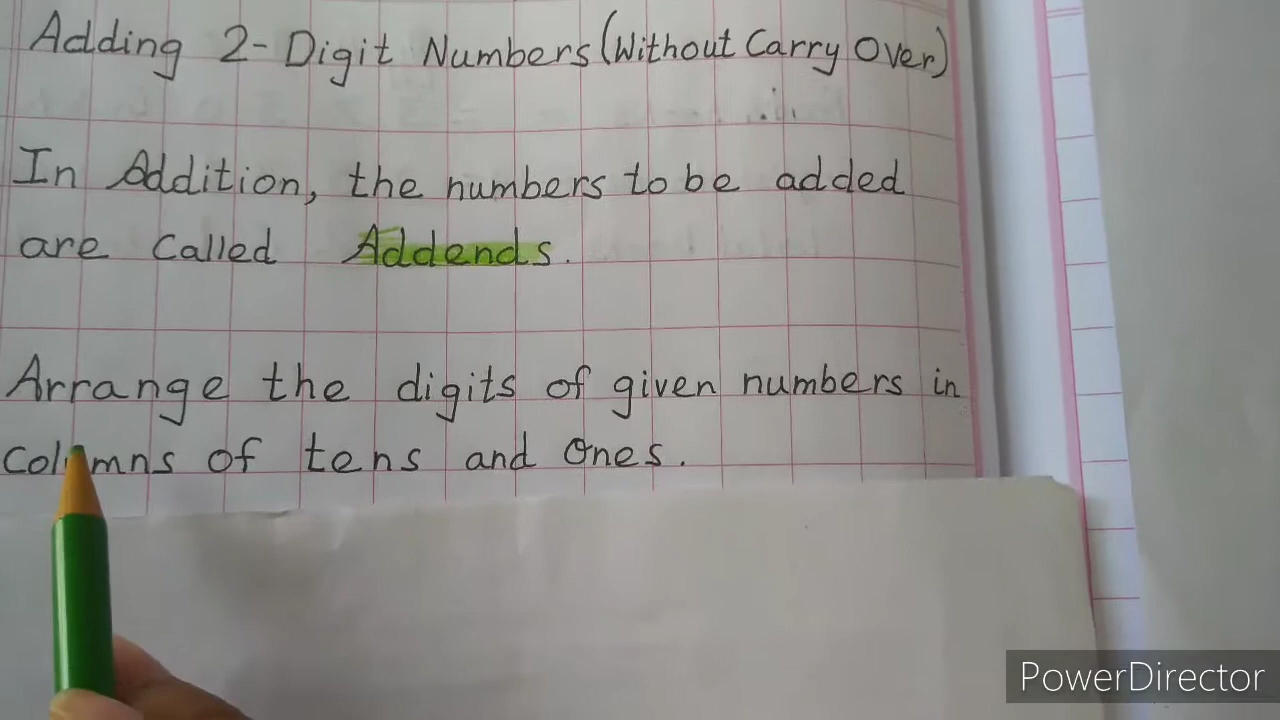 Adding 2-Digit Numbers (Without Carry Over)
In Addition, the numbers to be added
are Called Addends.
Arrange the digits of given numbers in
Columns of tens and Ones.
PowerDirector